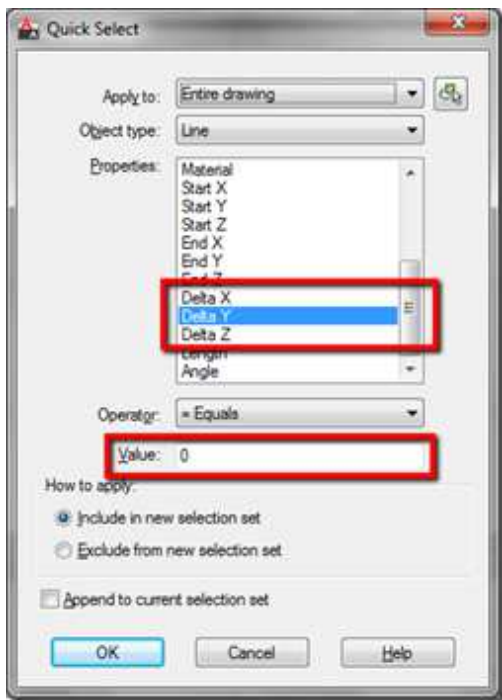 Quick Select
Apply to: Entire drawing
Object type: Line
Properties: Material
Start X
Start Y
Start Z
End X
End Y
End Z
Delta X
Delta Y
Delta Z
Length
Angle
Operator: = Equals
Value: 0
How to apply:
Include in new selection set
Exclude from new selection set
Append to current selection set
OK Cancel Help